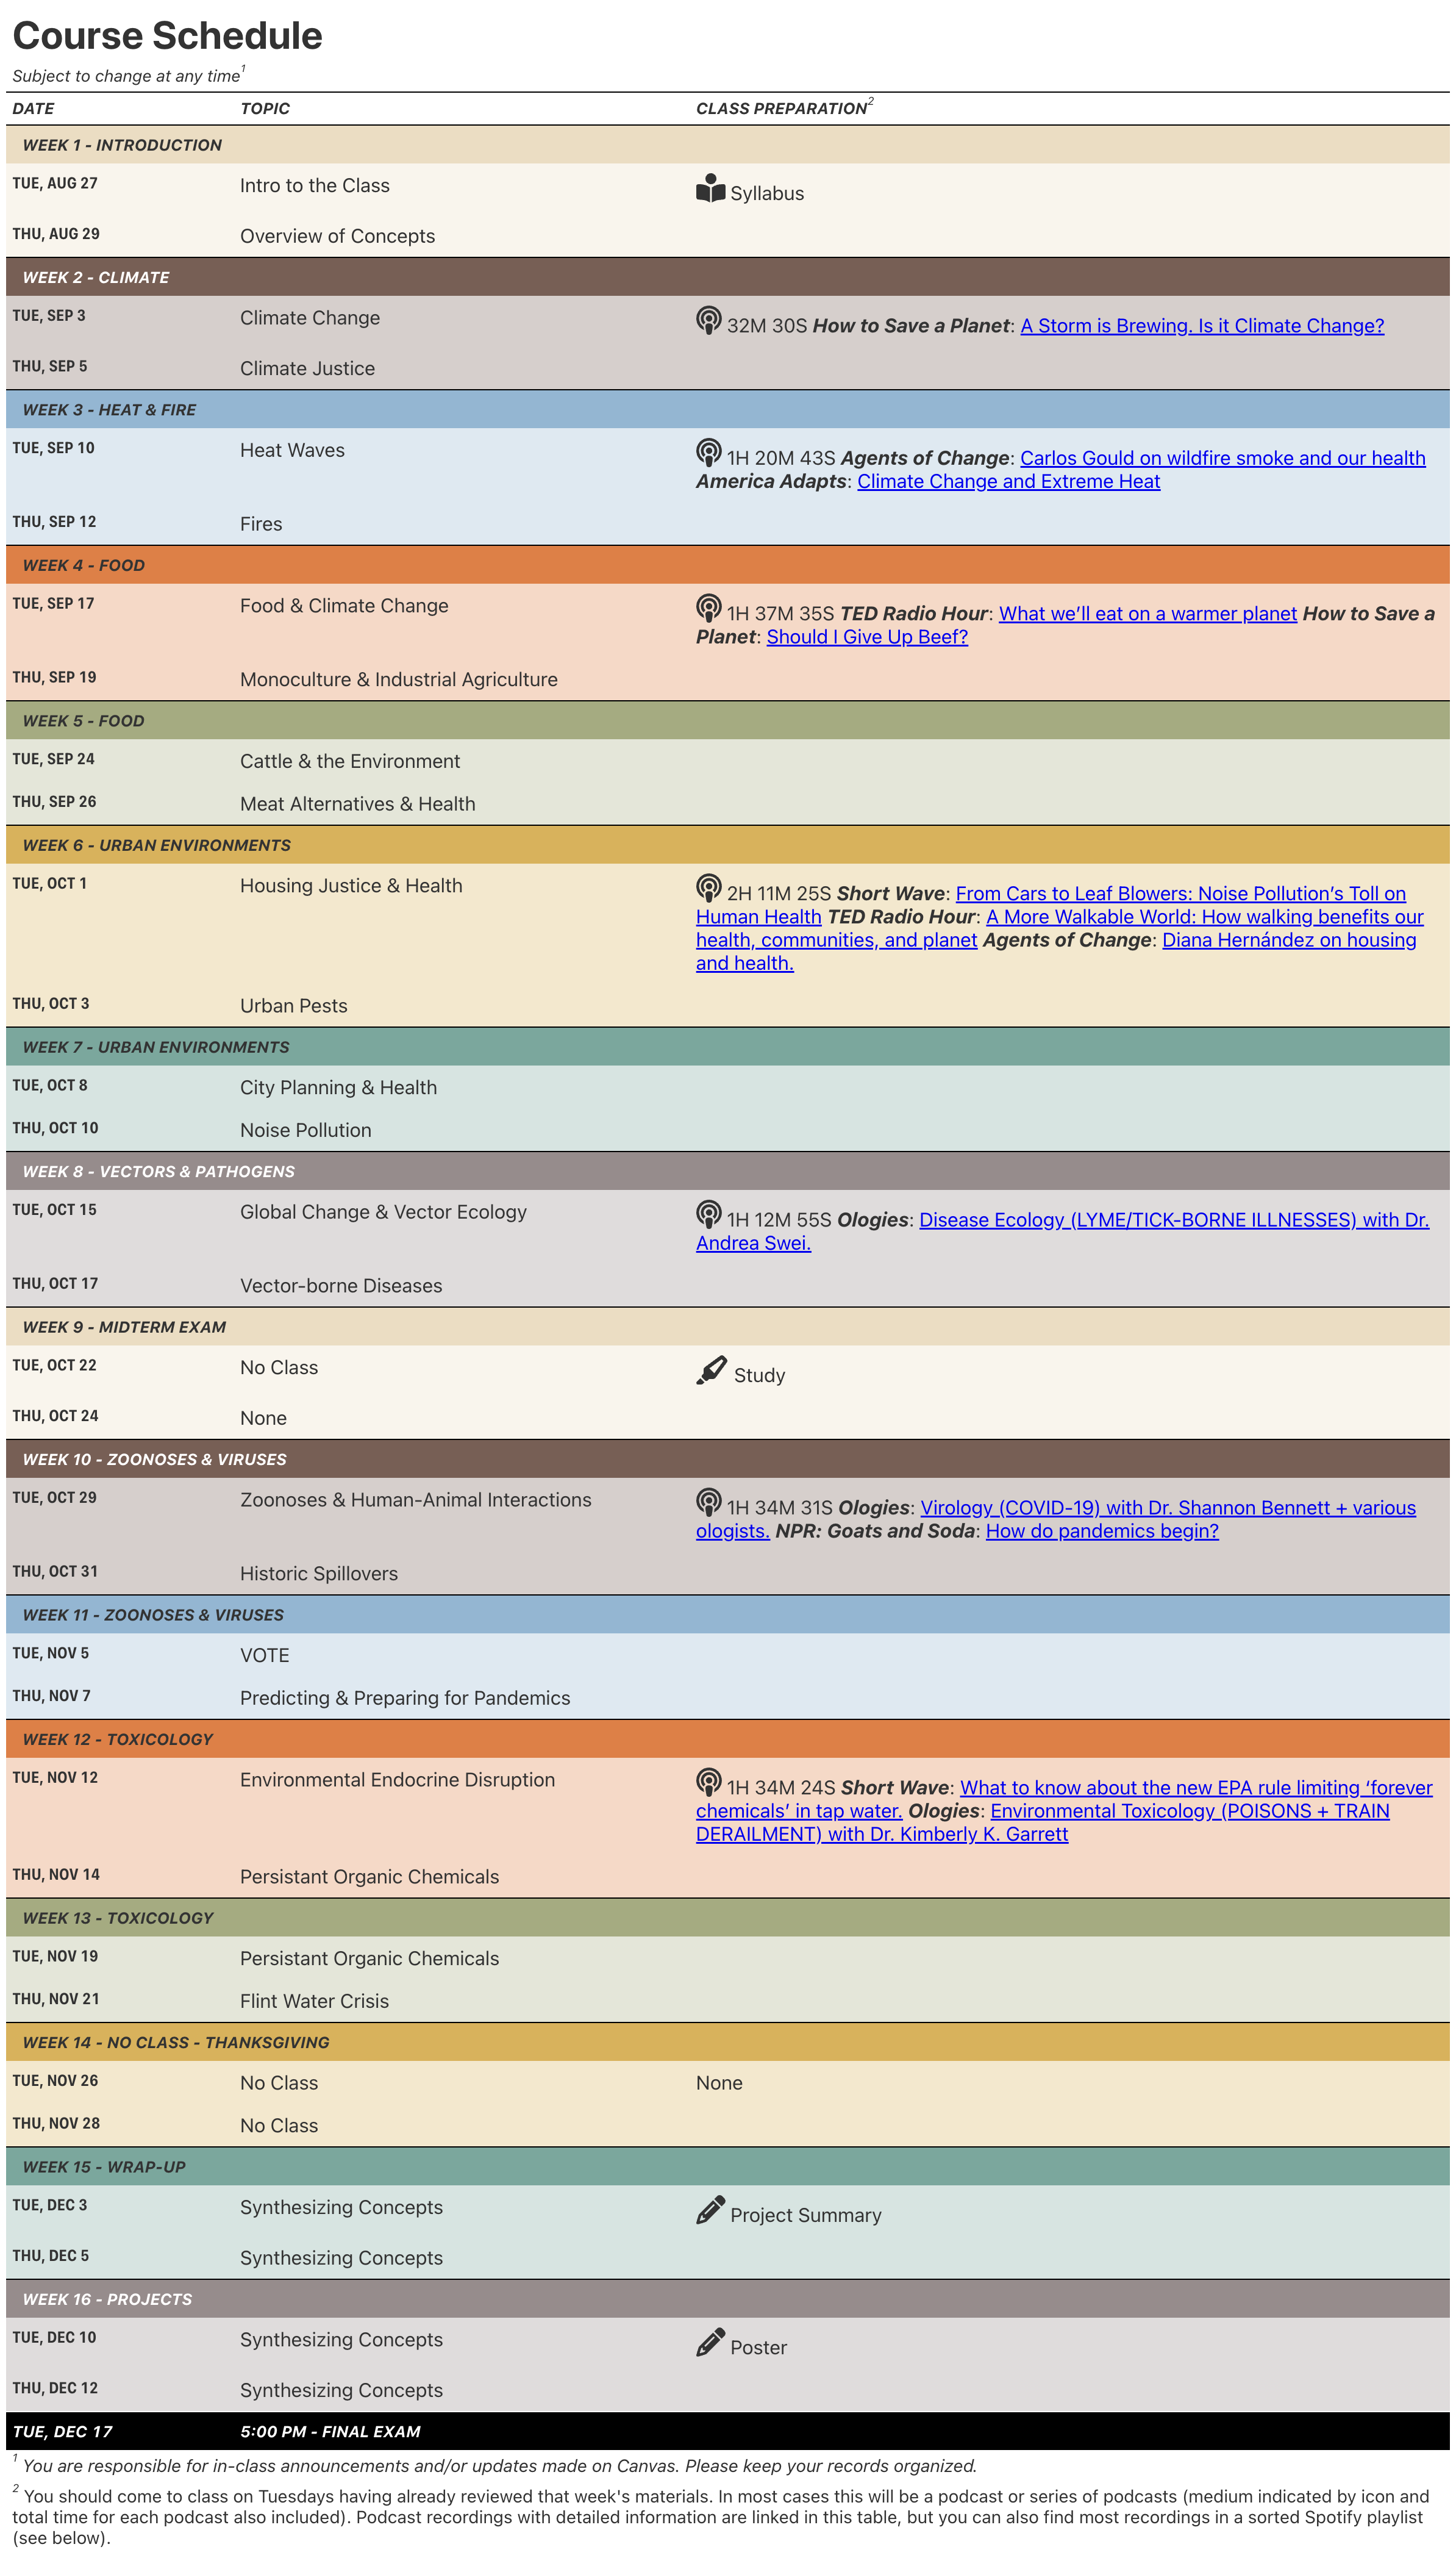 Course Schedule
Subject to change at any time1
DATE TOPIC CLASS PREPARATION2
WEEK 1 - INTRODUCTION
TUE, AUG 27 Intro to the Class Syllabus
THU, AUG 29 Overview of Concepts
WEEK 2 - CLIMATE
TUE, SEP 3 Climate Change 32M 30S How to Save a Planet: A Storm is Brewing. Is it Climate Change?
THU, SEP 5 Climate Justice
WEEK 3 - HEAT & FIRE
TUE, SEP 10 Heat Waves 1H 20M 43S Agents of Change: Carlos Gould on wildfire smoke and our health
America Adapts: Climate Change and Extreme Heat
THU, SEP 12 Fires
WEEK 4 - FOOD
TUE, SEP 17 Food & Climate Change 1H 37M 35S TED Radio Hour: What we’ll eat on a warmer planet How to Save a
Planet: Should I Give Up Beef?
THU, SEP 19 Monoculture & Industrial Agriculture
WEEK 5 - FOOD
TUE, SEP 24 Cattle & the Environment
THU, SEP 26 Meat Alternatives & Health
WEEK 6 - URBAN ENVIRONMENTS
TUE, OCT 1 Housing Justice & Health 2H 11M 25S Short Wave: From Cars to Leaf Blowers: Noise Pollution’s Toll on
Human Health TED Radio Hour: A More Walkable World: How walking benefits our
health, communities, and planet Agents of Change: Diana Hernández on housing
and health.
THU, OCT 3 Urban Pests
WEEK 7 - URBAN ENVIRONMENTS
TUE, OCT 8 City Planning & Health
THU, OCT 10 Noise Pollution
WEEK 8 - VECTORS & PATHOGENS
TUE, OCT 15 Global Change & Vector Ecology 1H 12M 55S Ologies: Disease Ecology (LYME/TICK-BORNE ILLNESSES) with Dr.
Andrea Swei.
THU, OCT 17 Vector-borne Diseases
WEEK 9 - MIDTERM EXAM
TUE, OCT 22 No Class Study
THU, OCT 24 None
WEEK 10 - ZOONOSES & VIRUSES
TUE, OCT 29 Zoonoses & Human-Animal Interactions 1H 34M 31S Ologies: Virology (COVID-19) with Dr. Shannon Bennett + various
ologists. NPR: Goats and Soda: How do pandemics begin?
THU, OCT 31 Historic Spillovers
WEEK 11 - ZOONOSES & VIRUSES
TUE, NOV 5 VOTE
THU, NOV 7 Predicting & Preparing for Pandemics
WEEK 12 - TOXICOLOGY
TUE, NOV 12 Environmental Endocrine Disruption 1H 34M 24S Short Wave: What to know about the new EPA rule limiting ‘forever
chemicals’ in tap water. Ologies: Environmental Toxicology (POISONS + TRAIN
DERAILMENT) with Dr. Kimberly K. Garrett
THU, NOV 14 Persistant Organic Chemicals
WEEK 13 - TOXICOLOGY
TUE, NOV 19 Persistant Organic Chemicals
THU, NOV 21 Flint Water Crisis
WEEK 14 - NO CLASS - THANKSGIVING
TUE, NOV 26 No Class None
THU, NOV 28 No Class
WEEK 15 - WRAP-UP
TUE, DEC 3 Synthesizing Concepts Project Summary
THU, DEC 5 Synthesizing Concepts
WEEK 16 - PROJECTS
TUE, DEC 10 Synthesizing Concepts Poster
THU, DEC 12 Synthesizing Concepts
TUE, DEC 17 5:00 PM - FINAL EXAM
1 You are responsible for in-class announcements and/or updates made on Canvas. Please keep your records organized.
2 You should come to class on Tuesdays having already reviewed that week's materials. In most cases this will be a podcast or series of podcasts (medium indicated by icon and
total time for each podcast also included). Podcast recordings with detailed information are linked in this table, but you can also find most recordings in a sorted Spotify playlist
(see below).